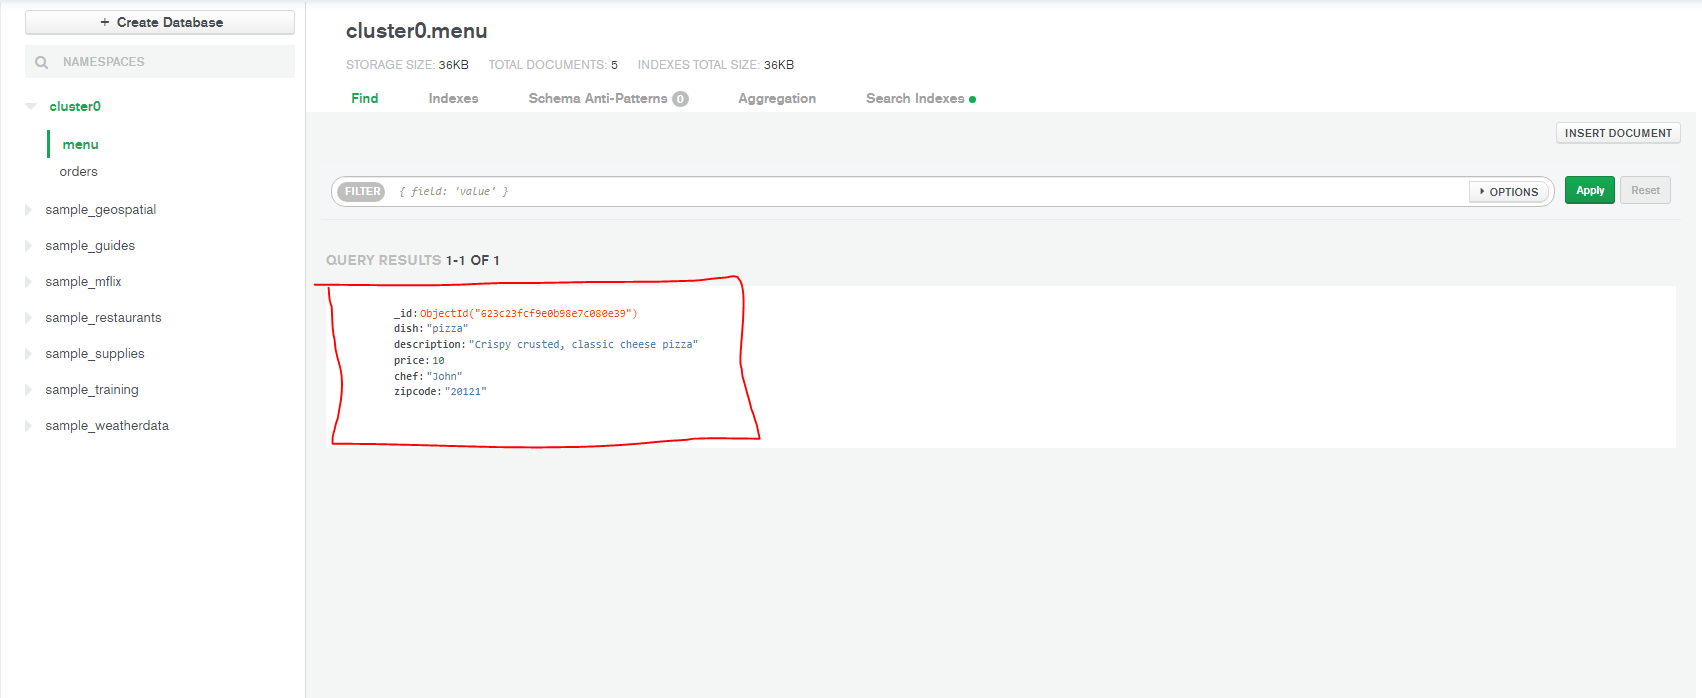 + Create Database
NAMESPACES
cluster0
menu
orders
sample_geospatial
sample_guides
sample_mflix
sample_restaurants
sample_supplies
sample_training
sample_weatherdata
cluster0.menu
STORAGE SIZE: 36KB TOTAL DOCUMENTS: 5 INDEXES TOTAL SIZE: 36KB
Find Indexes Schema Anti-Patterns 0 Aggregation Search Indexes
INSERT DOCUMENT
FILTER { field: 'value' } OPTIONS Apply Reset
QUERY RESULTS 1-1 OF 1
_id: ObjectId("623c23fcf9e0b98e7c080e39")
dish: "pizza"
description: "Crispy crusted, classic cheese pizza"
price: 10
chef: "John"
zipcode: "20121"